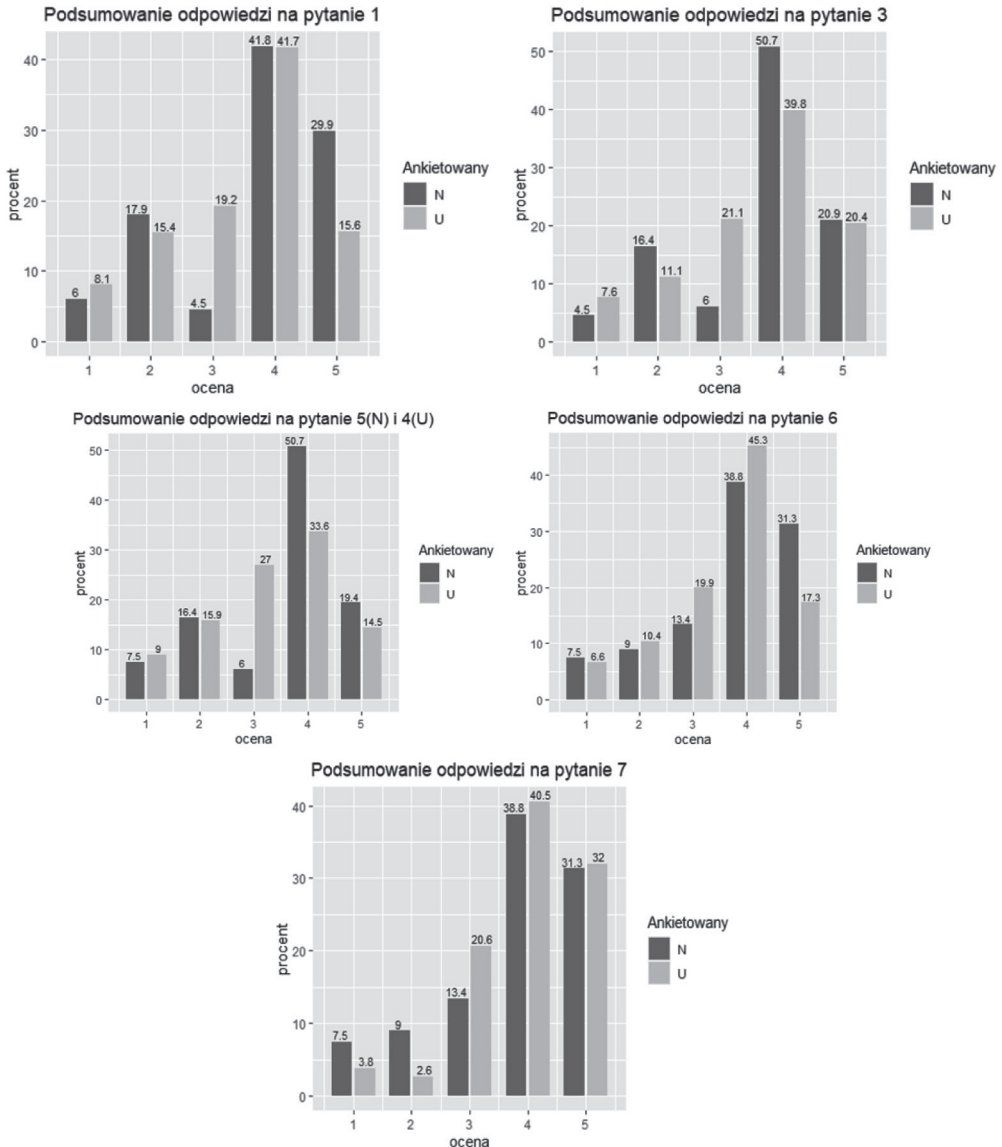 Podsumowanie odpowiedzi na pytanie 1
procent
40
30
20
10
0
6
8.1
17.9
15.4
4.5
19.2
41.8
41.7
29.9
15.6
1 2 3 4 5
ocena
Ankietowany
N
U
Podsumowanie odpowiedzi na pytanie 3
procent
50
40
30
20
10
0
4.5
7.6
16.4
11.1
6
21.1
50.7
39.8
20.9
20.4
1 2 3 4 5
ocena
Ankietowany
N
U
Podsumowanie odpowiedzi na pytanie 5(N) i 4(U)
procent
50
40
30
20
10
0
7.5
9
16.4
15.9
6
27
50.7
33.6
19.4
14.5
1 2 3 4 5
ocena
Ankietowany
N
U
Podsumowanie odpowiedzi na pytanie 6
procent
40
30
20
10
0
7.5
6.6
9
10.4
13.4
19.9
38.8
45.3
31.3
17.3
1 2 3 4 5
ocena
Ankietowany
N
U
Podsumowanie odpowiedzi na pytanie 7
procent
40
30
20
10
0
7.5
3.8
9
2.6
13.4
20.6
38.8
40.5
31.3
32
1 2 3 4 5
ocena
Ankietowany
N
U